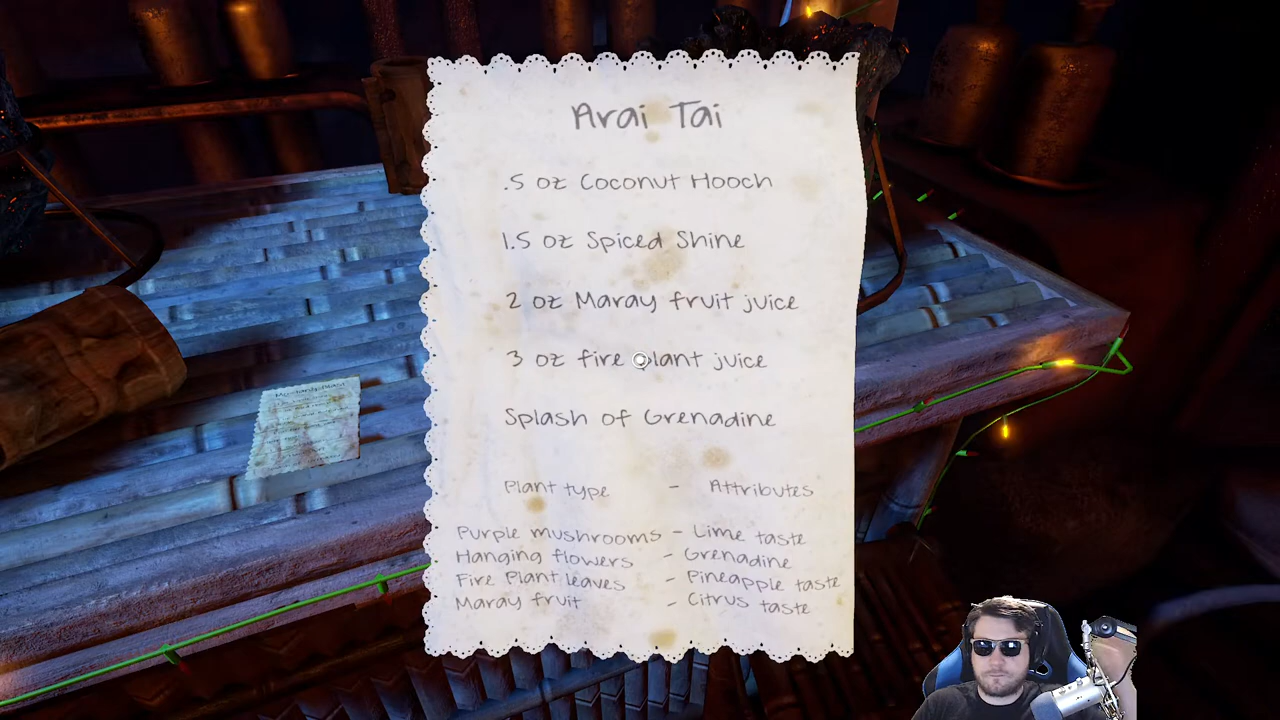 Arai Tai
.5 oz Coconut Hooch
1.5 oz Spiced Shine
2 oz Maray fruit juice
3 oz fire plant juice
Splash of Grenadine
Plant type - Attributes
Purple mushrooms - Lime taste
Hanging flowers - Grenadine
Fire Plant leaves - Pineapple taste
Maray fruit - Citrus taste